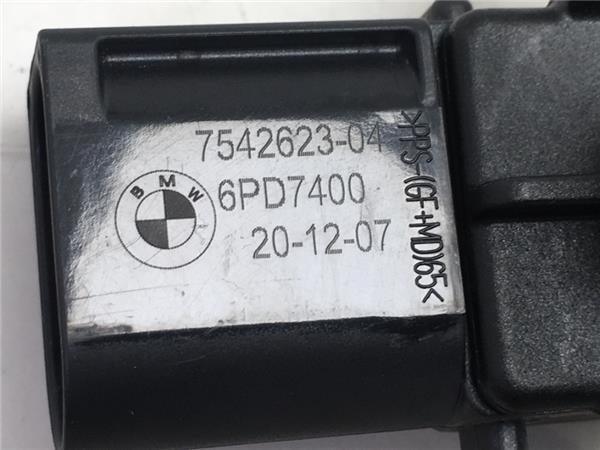 7542623-04
BMW
6PD7400
20-12-07
>PPS-(GF+MD)65<